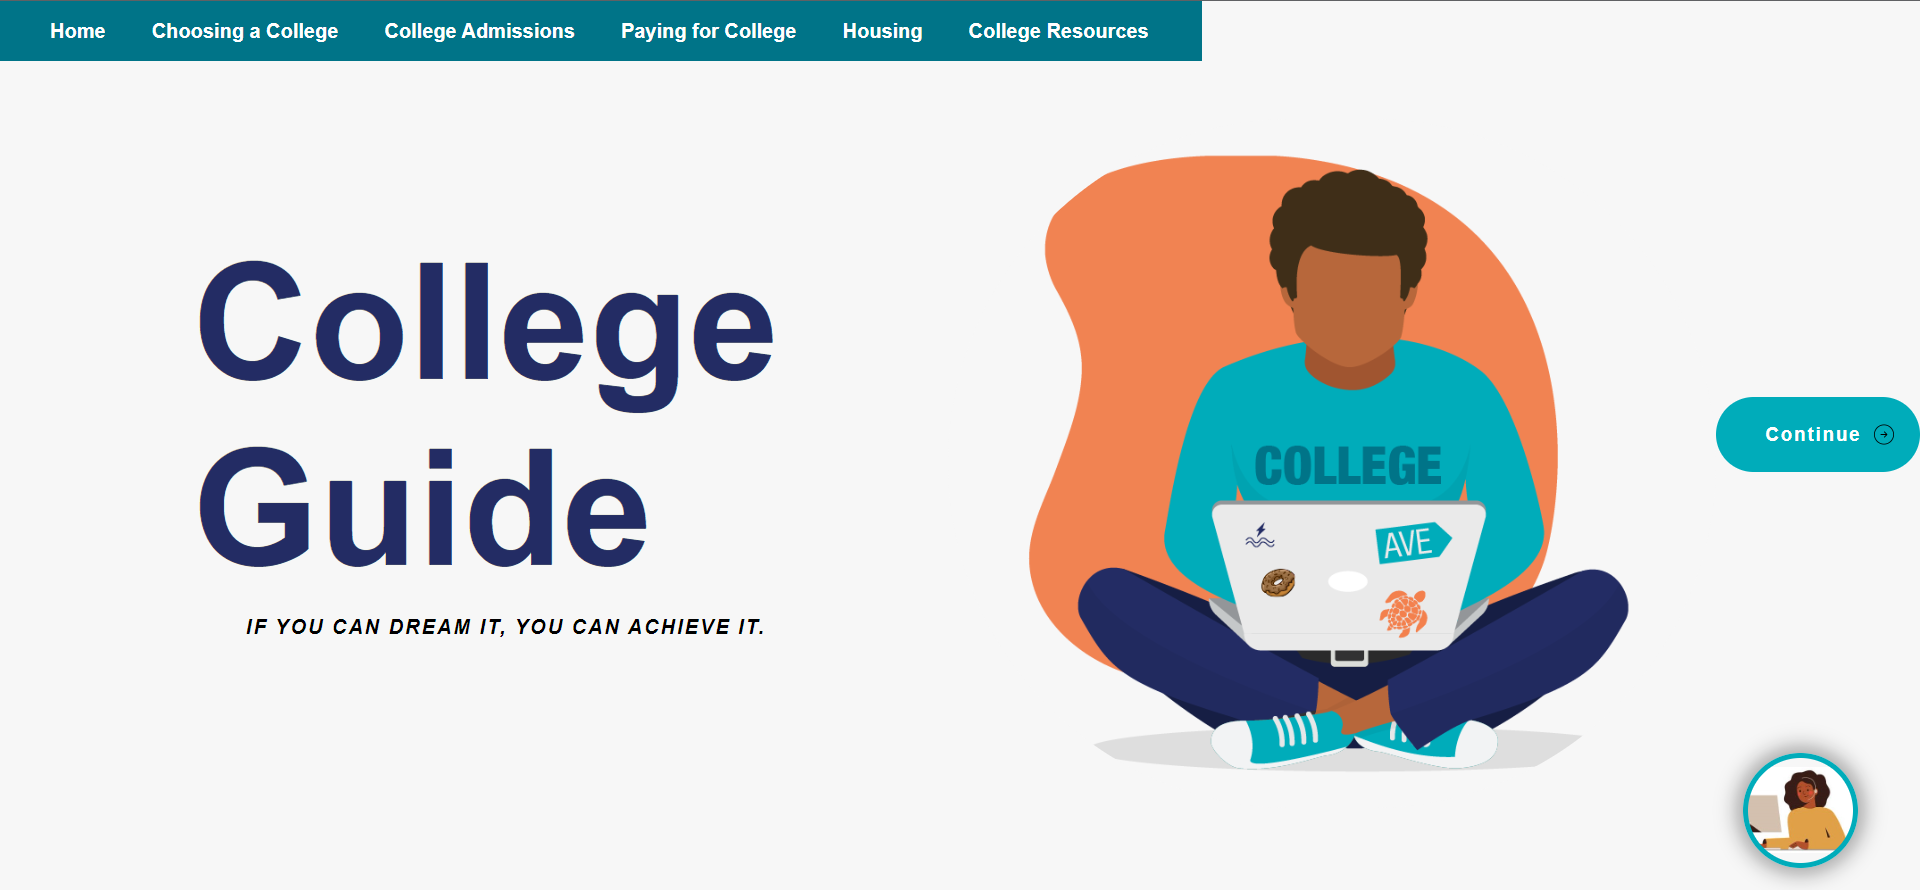 Home Choosing a College College Admissions Paying for College Housing College Resources
College
Guide
IF YOU CAN DREAM IT, YOU CAN ACHIEVE IT.
COLLEGE
AVE
Continue